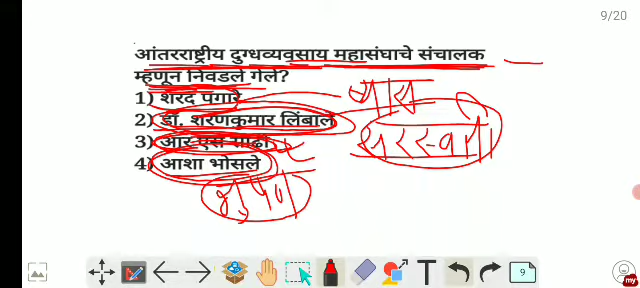 9/20
आंतरराष्ट्रीय दुग्धव्यवसाय महासंघाचे संचालक
म्हणून निवडले गेले?
1) शरद पगारे
2) डॉ. शरणकुमार लिंबाले
3) आर एस सोढी
4) आशा भोसले
व्यास
सरस्वती
T
9
my